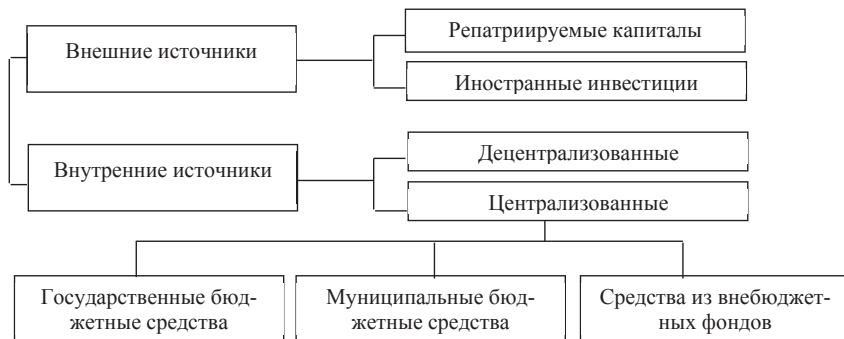 Внешние источники
Репатриируемые капиталы
Иностранные инвестиции
Внутренние источники
Децентрализованные
Централизованные
Государственные бюд-
жетные средства
Муниципальные бюд-
жетные средства
Средства из внебюджет-
ных фондов